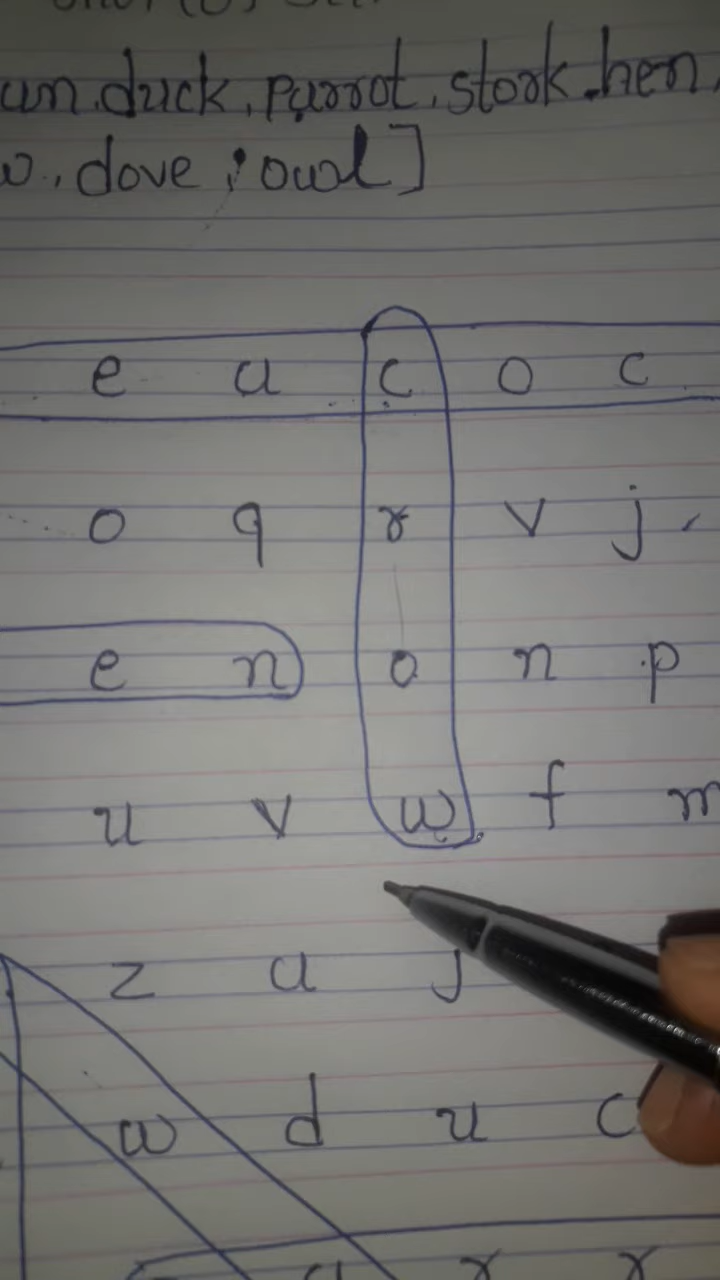 duck, parrot, stork, hen,
, dove, owl]
e a c o c
o q r v j
e n o n p
u v w f m
z a j
w d u c
a r r